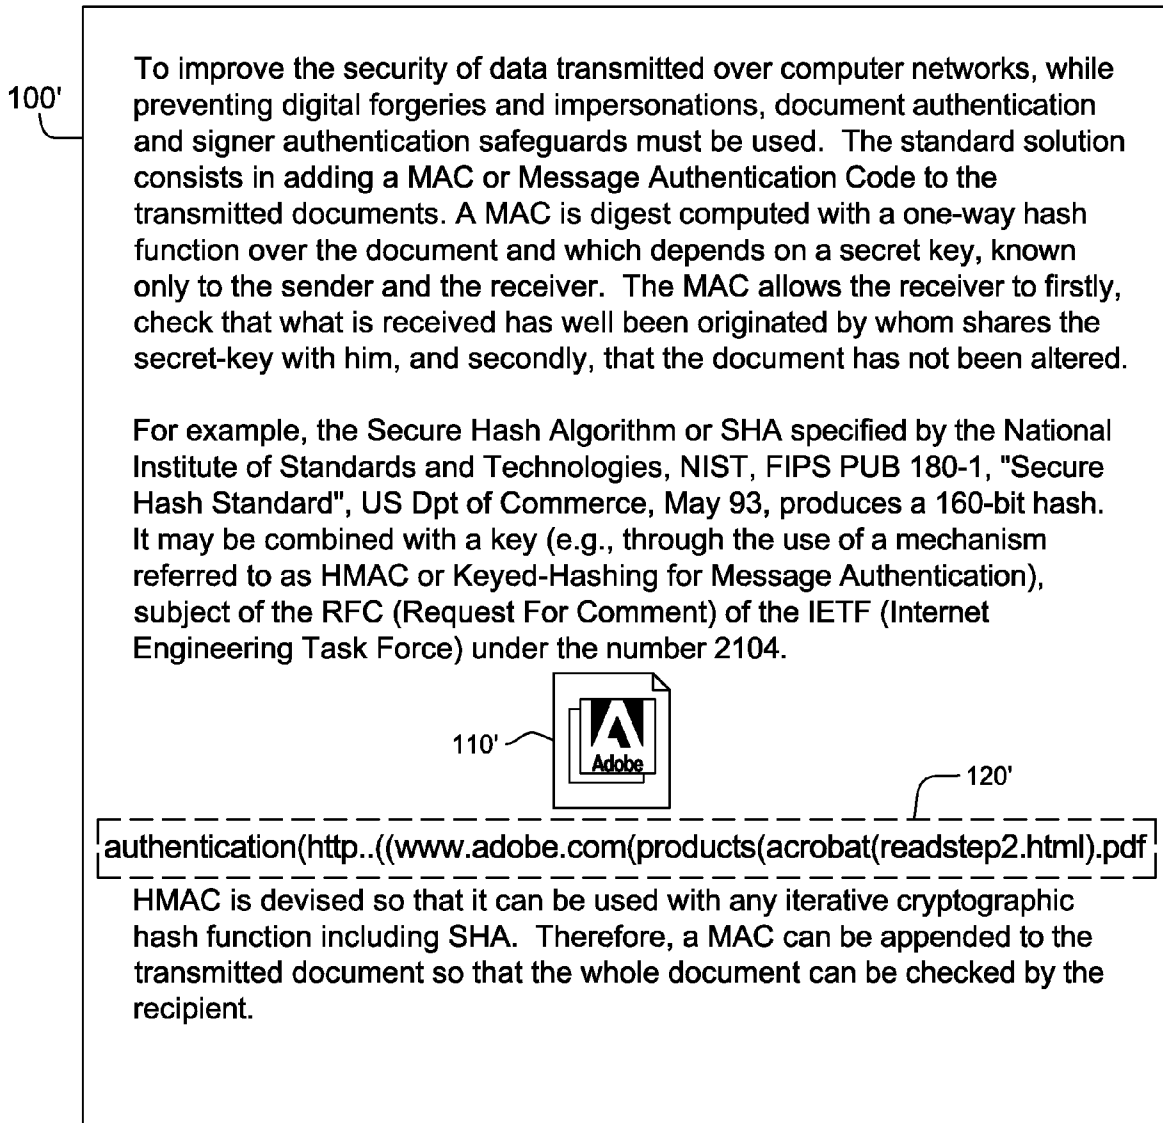 To improve the security of data transmitted over computer networks, while
100'
preventing digital forgeries and impersonations, document authentication
and signer authentication safeguards must be used.  The standard solution
consists in adding a MAC or Message Authentication Code to the
transmitted documents. A MAC is digest computed with a one-way hash
function over the document and which depends on a secret key, known
only to the sender and the receiver.  The MAC allows the receiver to firstly,
check that what is received has well been originated by whom shares the
secret-key with him, and secondly, that the document has not been altered.
For example, the Secure Hash Algorithm or SHA specified by the National
Institute of Standards and Technologies, NIST, FIPS PUB 180-1, "Secure
Hash Standard", US Dpt of Commerce, May 93, produces a 160-bit hash.
It may be combined with a key (e.g., through the use of a mechanism
referred to as HMAC or Keyed-Hashing for Message Authentication),
subject of the RFC (Request For Comment) of the IETF (Internet
Engineering Task Force) under the number 2104.
110'
Adobe
120'
authentication(http..((www.adobe.com(products(acrobat(readstep2.html).pdf
HMAC is devised so that it can be used with any iterative cryptographic
hash function including SHA.  Therefore, a MAC can be appended to the
transmitted document so that the whole document can be checked by the
recipient.